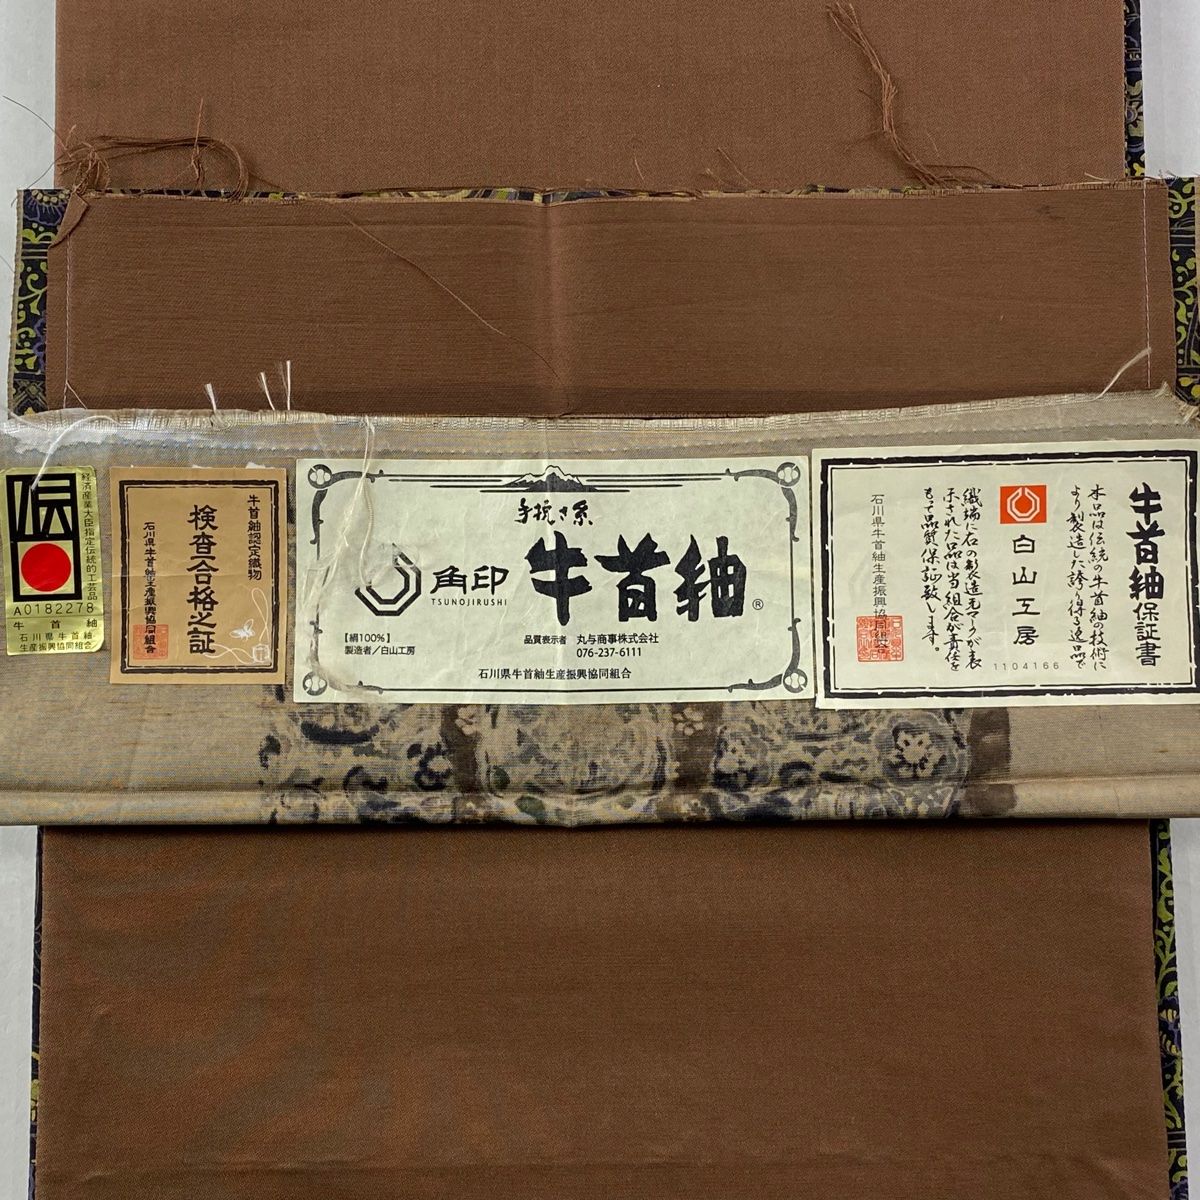 経済産業大臣指定伝統的工芸品
A0182278
牛首紬
石川県牛首紬
生産振興協同組合
牛首紬認定織物
検査合格之証
石川県牛首紬生産振興協同組合
手挽き糸
角印
TSUNOJIRUSHI
牛首紬®
【絹100%】
製造者/白山工房
品質表示者 丸与商事株式会社
076-237-6111
石川県牛首紬生産振興協同組合
牛首紬保証書
本品は伝統の牛首紬の技術に
より製造した誇り得る逸品で
白山工房
1104166
織端に右の製造元マークが表
示された品は当組合が責任を
もって品質保証致します。
石川県牛首紬生産振興協同組合